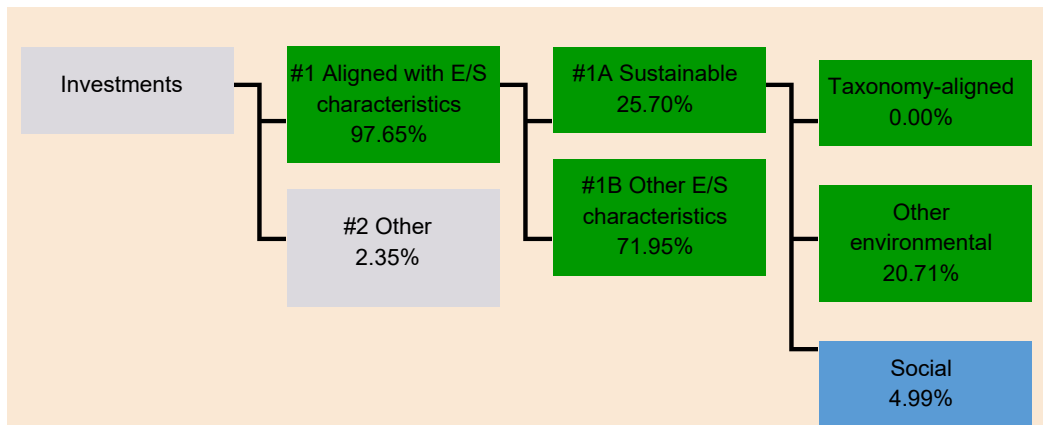 Investments
#1 Aligned with E/S
characteristics
97.65%
#2 Other
2.35%
#1A Sustainable
25.70%
#1B Other E/S
characteristics
71.95%
Taxonomy-aligned
0.00%
Other
environmental
20.71%
Social
4.99%